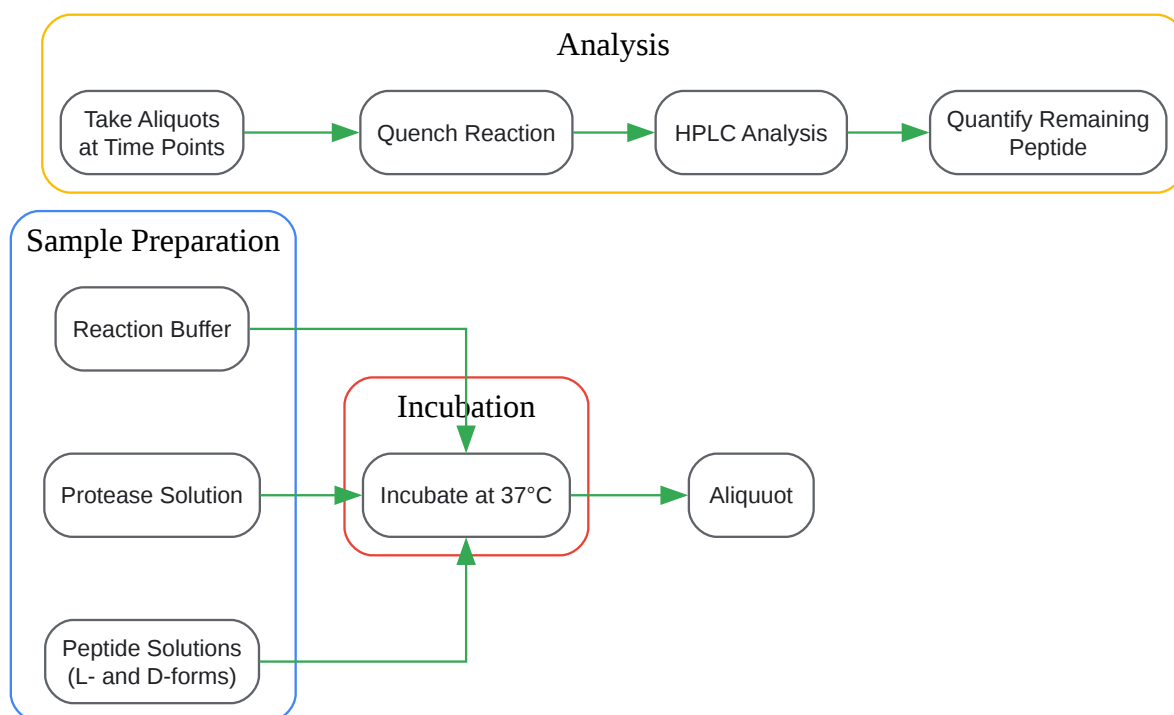 Analysis
Take Aliquots
at Time Points
Quench Reaction
HPLC Analysis
Quantify Remaining
Peptide
Sample Preparation
Reaction Buffer
Incubation
Protease Solution
Incubate at 37°C
Aliquuot
Peptide Solutions
(L- and D-forms)